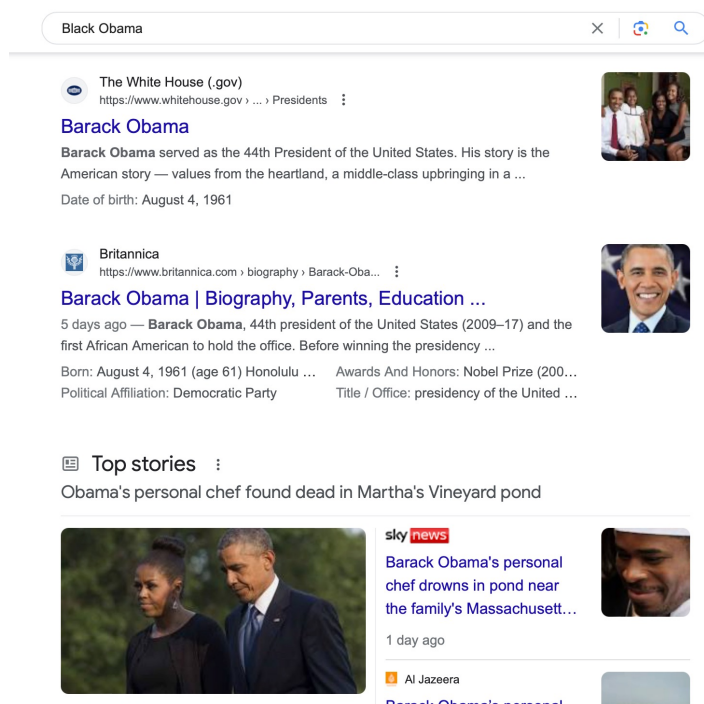 Black Obama
The White House (.gov)
https://www.whitehouse.gov › ... › Presidents
Barack Obama
Barack Obama served as the 44th President of the United States. His story is the
American story — values from the heartland, a middle-class upbringing in a ...
Date of birth: August 4, 1961
Britannica
https://www.britannica.com › biography › Barack-Oba...
Barack Obama | Biography, Parents, Education ...
5 days ago — Barack Obama, 44th president of the United States (2009–17) and the
first African American to hold the office. Before winning the presidency ...
Born: August 4, 1961 (age 61) Honolulu ...
Awards And Honors: Nobel Prize (200...
Political Affiliation: Democratic Party
Title / Office: presidency of the United ...
Top stories
Obama's personal chef found dead in Martha's Vineyard pond
sky news
Barack Obama's personal
chef drowns in pond near
the family's Massachusett...
1 day ago
Al Jazeera
Barack Obama's personal